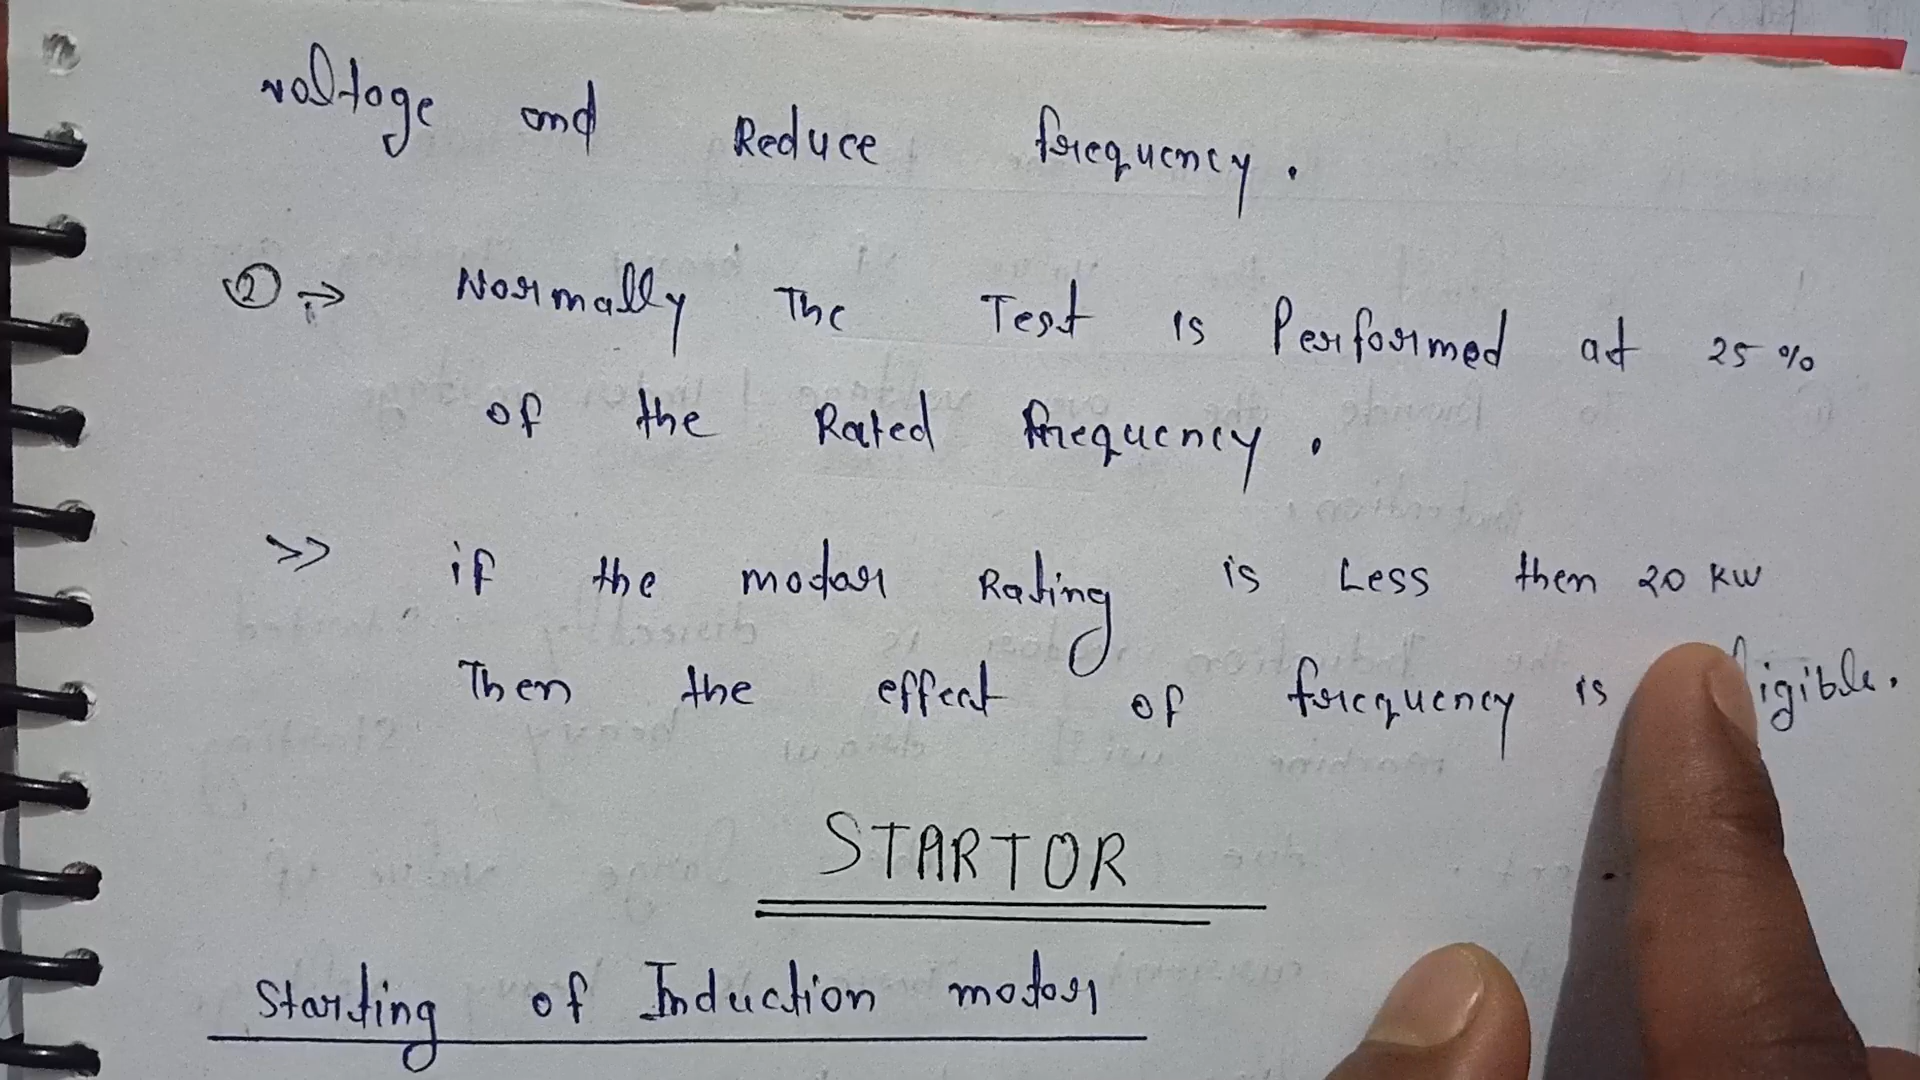 voltage and Reduce frequency.
② → Normally The Test is Performed at 25%
of the Rated frequency.
>> if the motor Rating is Less then 20 KW
Then the effect of frequency is igible.
STARTOR
Starting of Induction motor